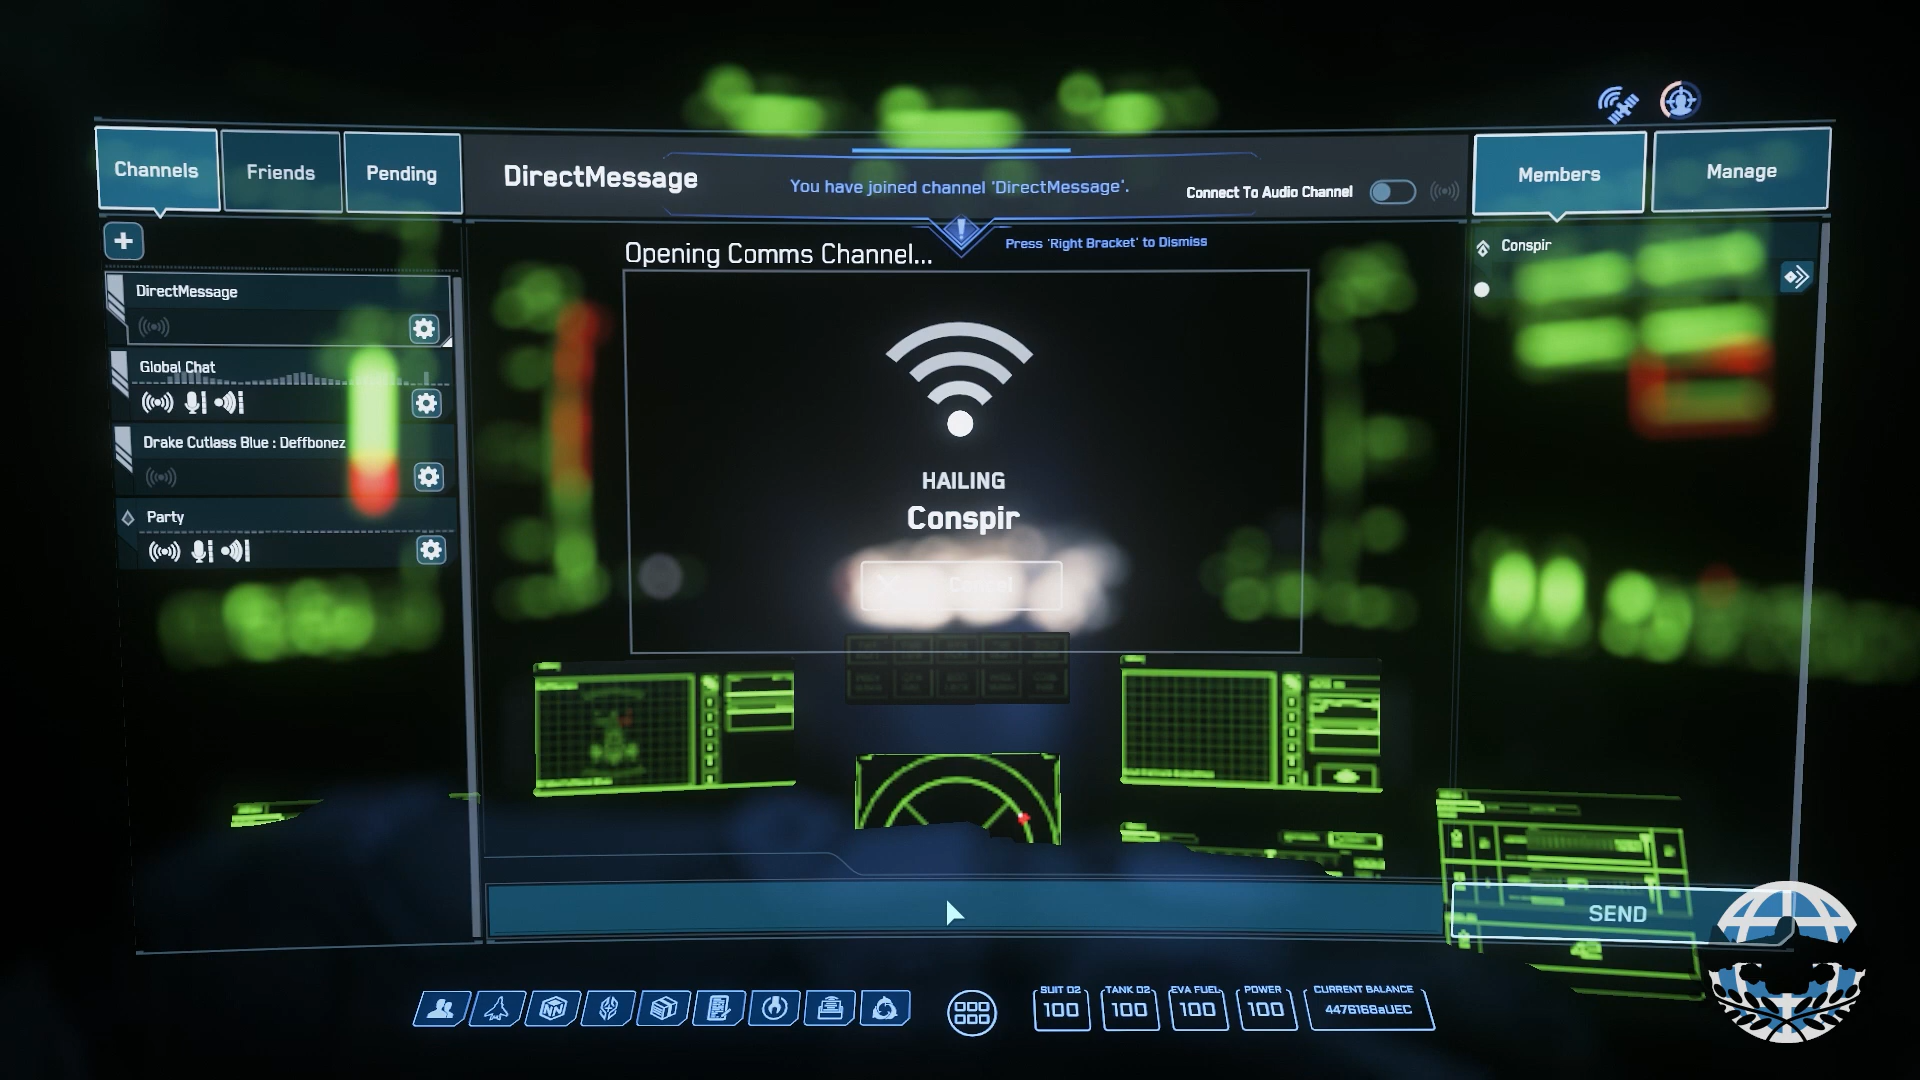 Channels
Friends
Pending
DirectMessage
You have joined channel 'DirectMessage'.
Connect To Audio Channel
Members
Manage
Press 'Right Bracket' to Dismiss
Opening Comms Channel...
DirectMessage
Global Chat
Drake Cutlass Blue : Deffbonez
Party
HAILING
Conspir
Cancel
Conspir
SEND
SUIT O2
100
TANK O2
100
EVA FUEL
100
POWER
100
CURRENT BALANCE
4476168aUEC